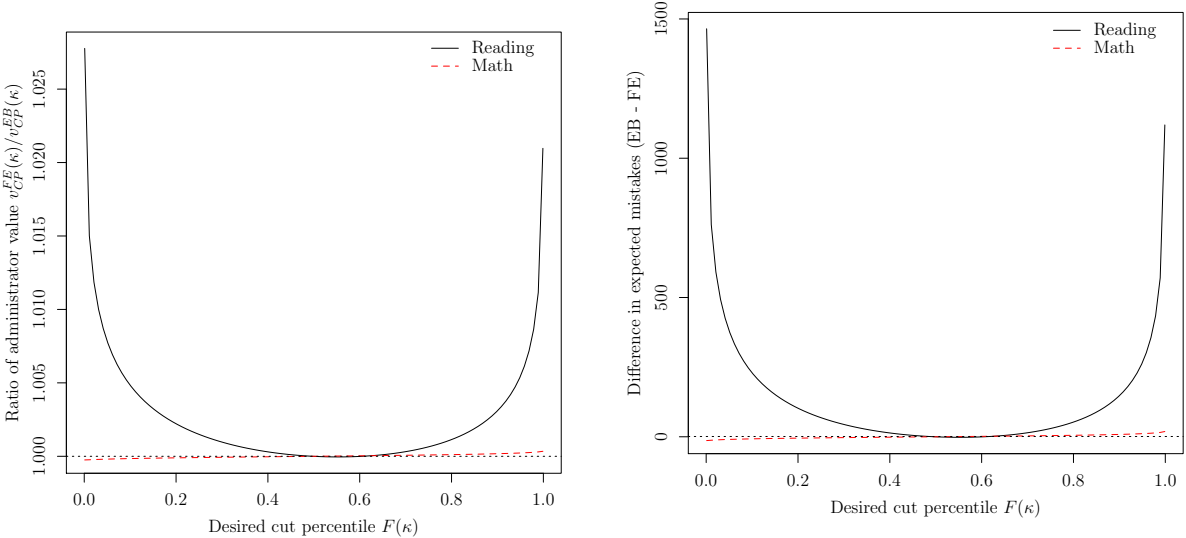 Ratio of administrator value $v_{CP}^{FE}(\kappa)/v_{CP}^{EB}(\kappa)$
1.025
1.020
1.015
1.010
1.005
1.000
Reading
Math
0.0 0.2 0.4 0.6 0.8 1.0
Desired cut percentile $F(\kappa)$
Difference in expected mistakes (EB - FE)
1500
1000
500
0
Reading
Math
0.0 0.2 0.4 0.6 0.8 1.0
Desired cut percentile $F(\kappa)$